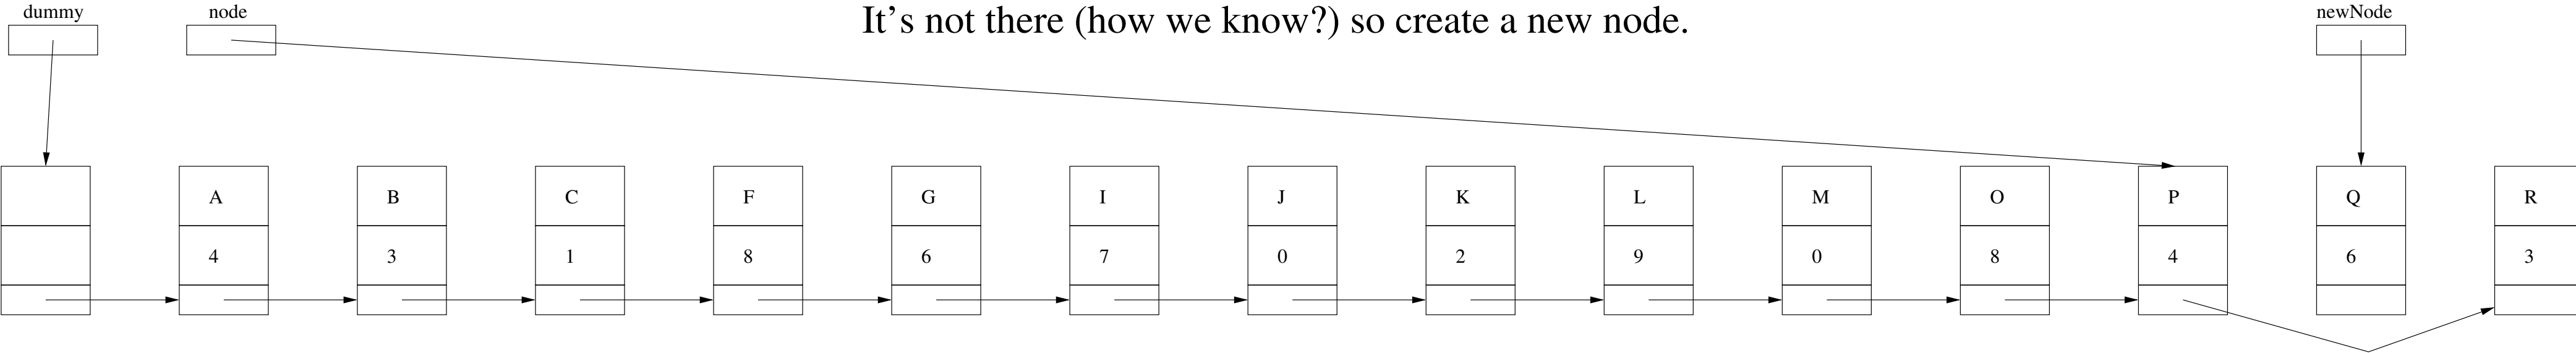 It’s not there (how we know?) so create a new node.
dummy node newNode
A B C F G I J K L M O P Q R
4 3 1 8 6 7 0 2 9 0 8 4 6 3